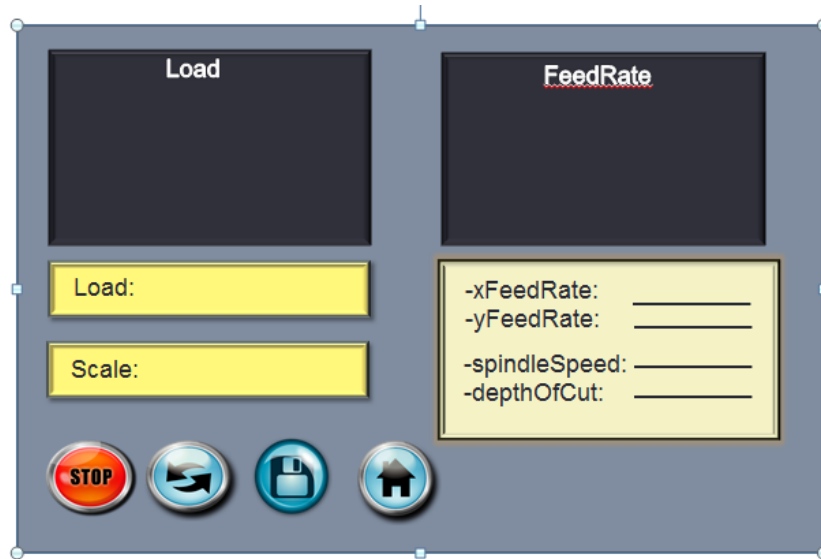 Load
FeedRate
Load:
Scale:
-xFeedRate:
-yFeedRate:
-spindleSpeed:
-depthOfCut:
STOP